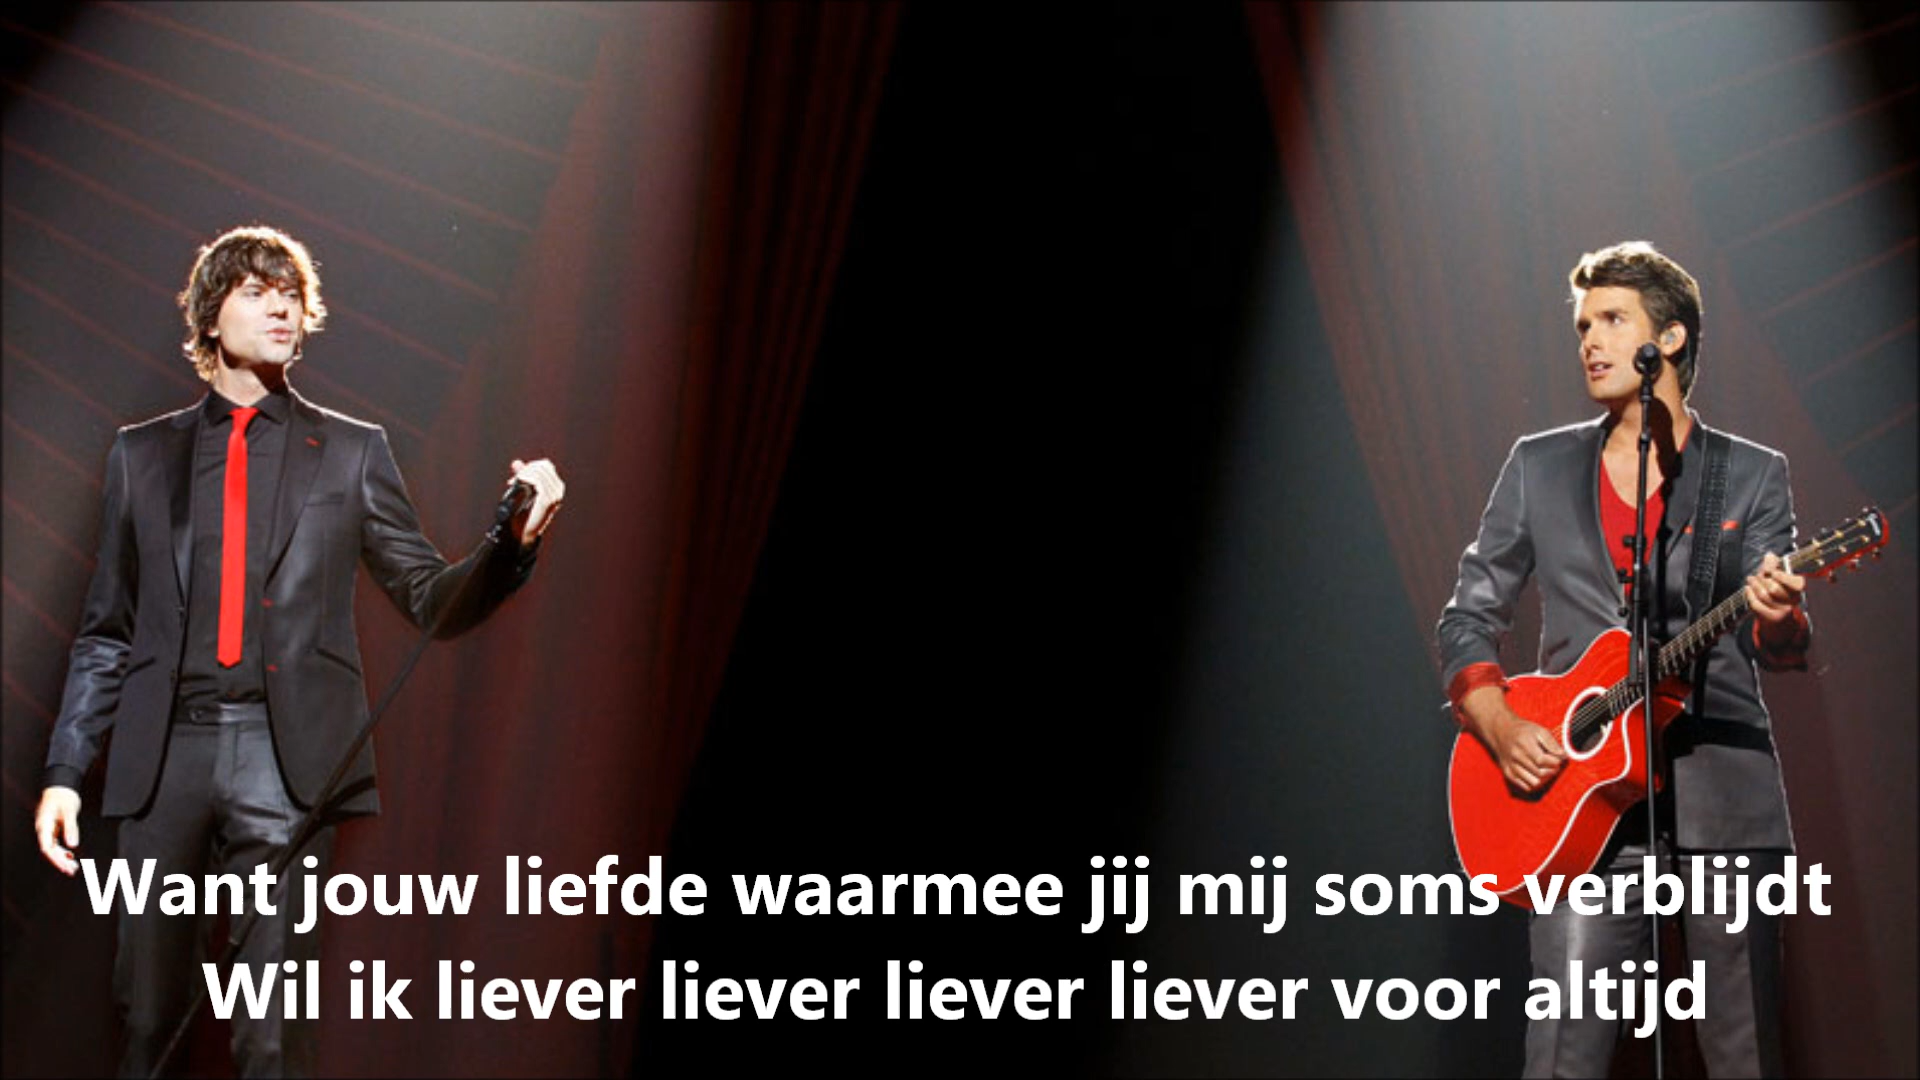 Want jouw liefde waarmee jij mij soms verblijdt
Wil ik liever liever liever liever voor altijd